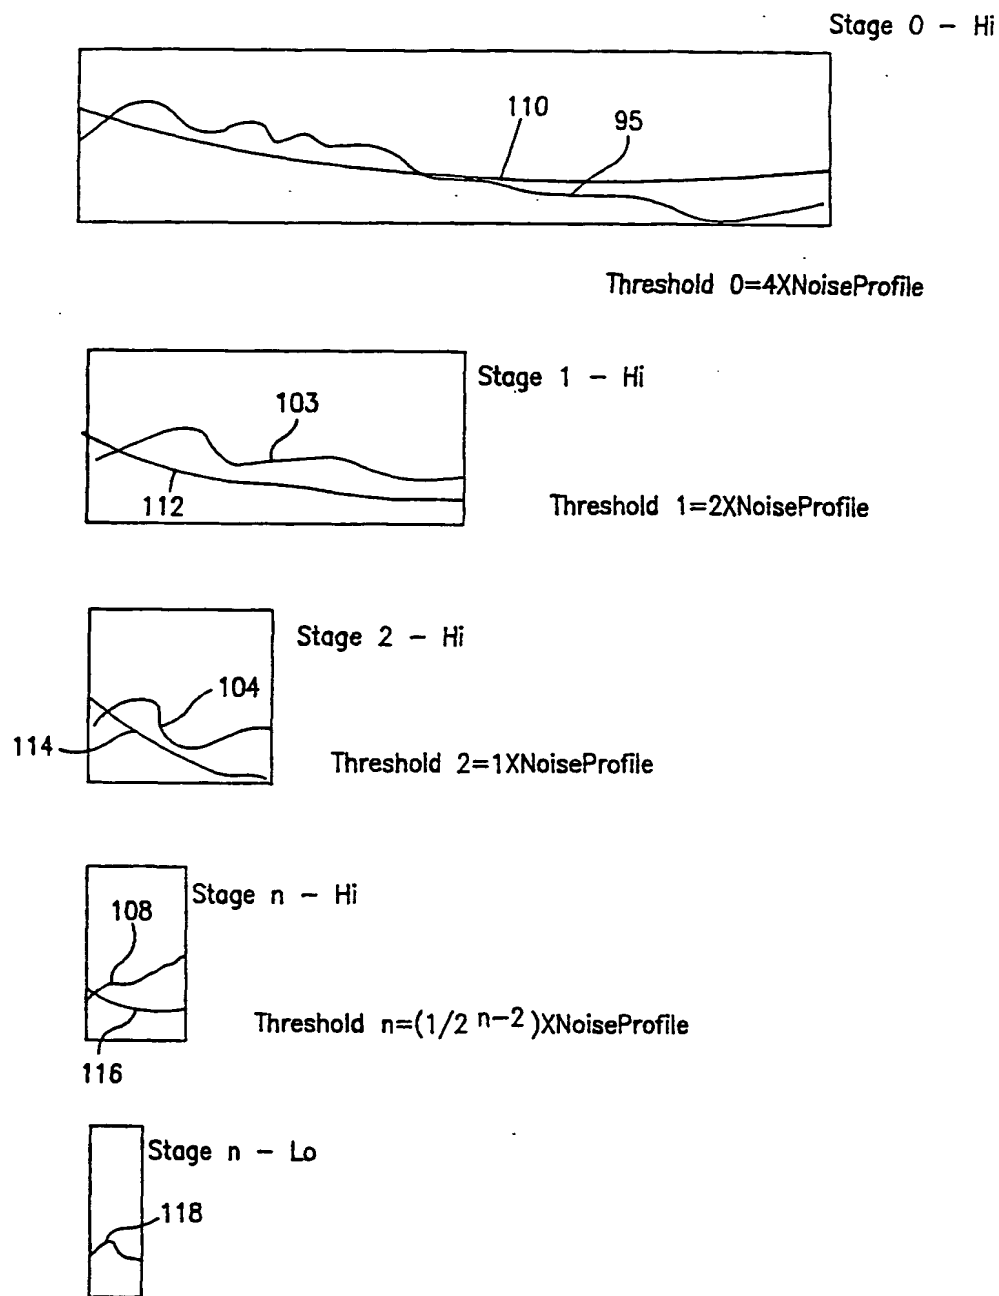 Stage 0 - Hi
110
95
Threshold 0=4XNoiseProfile
Stage 1 - Hi
103
112
Threshold 1=2XNoiseProfile
Stage 2 - Hi
104
114
Threshold 2=1XNoiseProfile
Stage n - Hi
108
Threshold n=(1/2 n-2)XNoiseProfile
116
Stage n - Lo
118